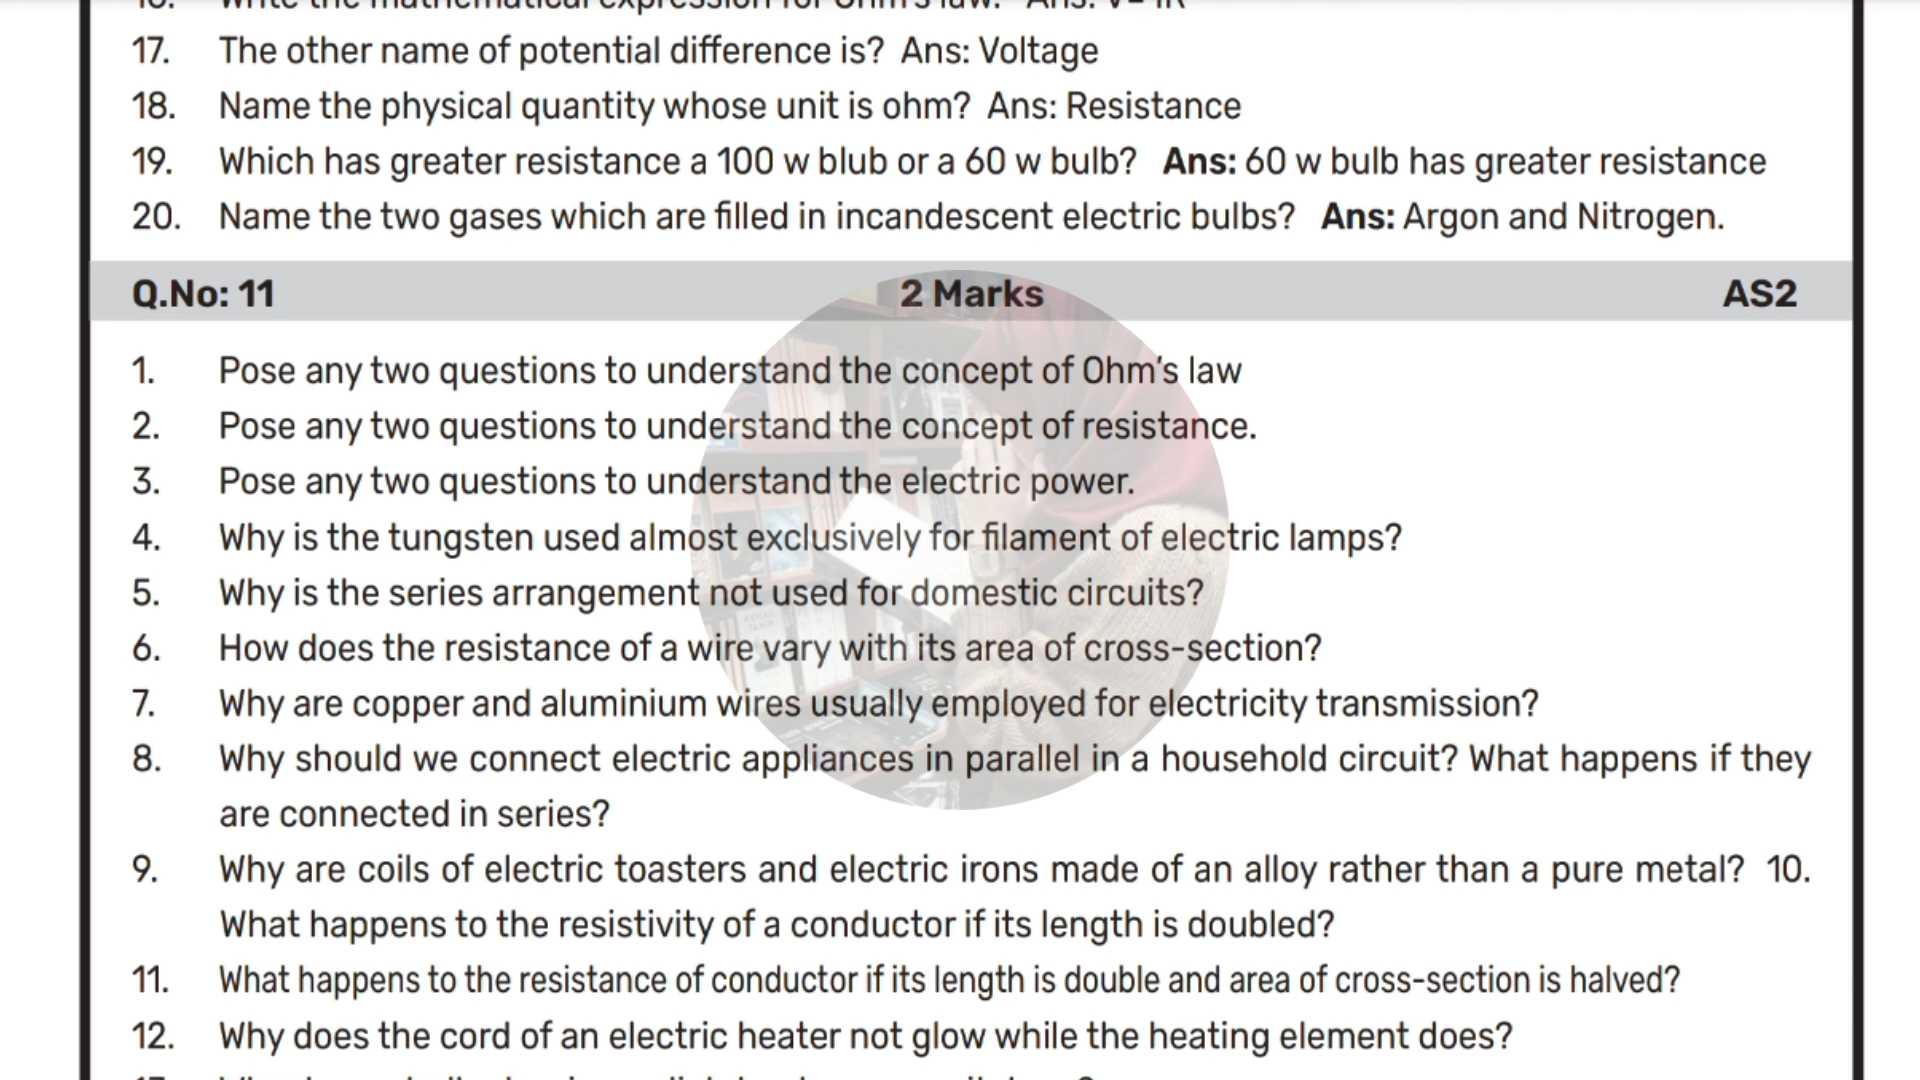 17. The other name of potential difference is? Ans: Voltage
18. Name the physical quantity whose unit is ohm? Ans: Resistance
19. Which has greater resistance a 100 w blub or a 60 w bulb? Ans: 60 w bulb has greater resistance
20. Name the two gases which are filled in incandescent electric bulbs? Ans: Argon and Nitrogen.
Q.No: 11 2 Marks AS2
1. Pose any two questions to understand the concept of Ohm's law
2. Pose any two questions to understand the concept of resistance.
3. Pose any two questions to understand the electric power.
4. Why is the tungsten used almost exclusively for filament of electric lamps?
5. Why is the series arrangement not used for domestic circuits?
6. How does the resistance of a wire vary with its area of cross-section?
7. Why are copper and aluminium wires usually employed for electricity transmission?
8. Why should we connect electric appliances in parallel in a household circuit? What happens if they
are connected in series?
9. Why are coils of electric toasters and electric irons made of an alloy rather than a pure metal? 10.
What happens to the resistivity of a conductor if its length is doubled?
11. What happens to the resistance of conductor if its length is double and area of cross-section is halved?
12. Why does the cord of an electric heater not glow while the heating element does?